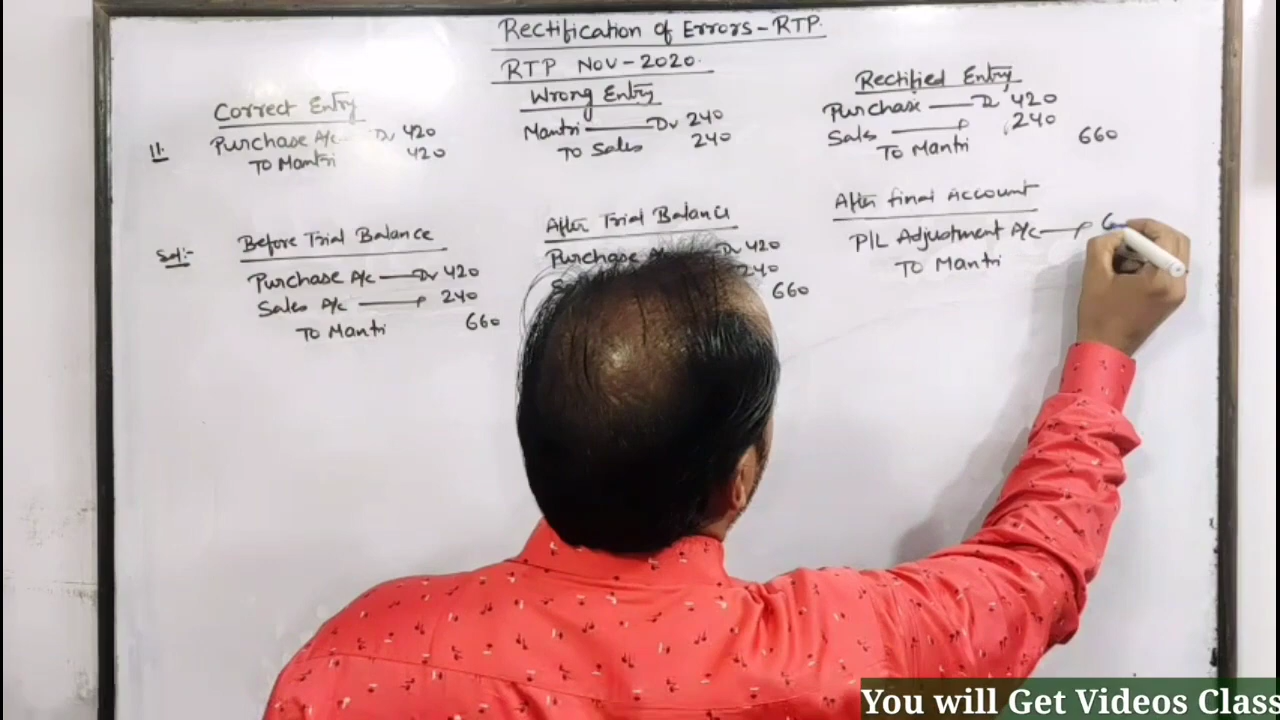 Rectification of Errors - RTP.
RTP NOV-2020.
Correct Entry
11. Purchase A/c Dr 420
To Mantri 420
Wrong Entry
Mantri Dr 240
To Sales 240
Rectified Entry
Purchase D 420
Sales D 240
To Mantri 660
Sol:-
Before Trial Balance
Purchase A/c Dr 420
Sales A/c D 240
To Mantri 660
After Trial Balance
Purchase Dr 420
240
660
After final Account
P/L Adjustment A/c D 6
To Mantri
You will Get Videos Class